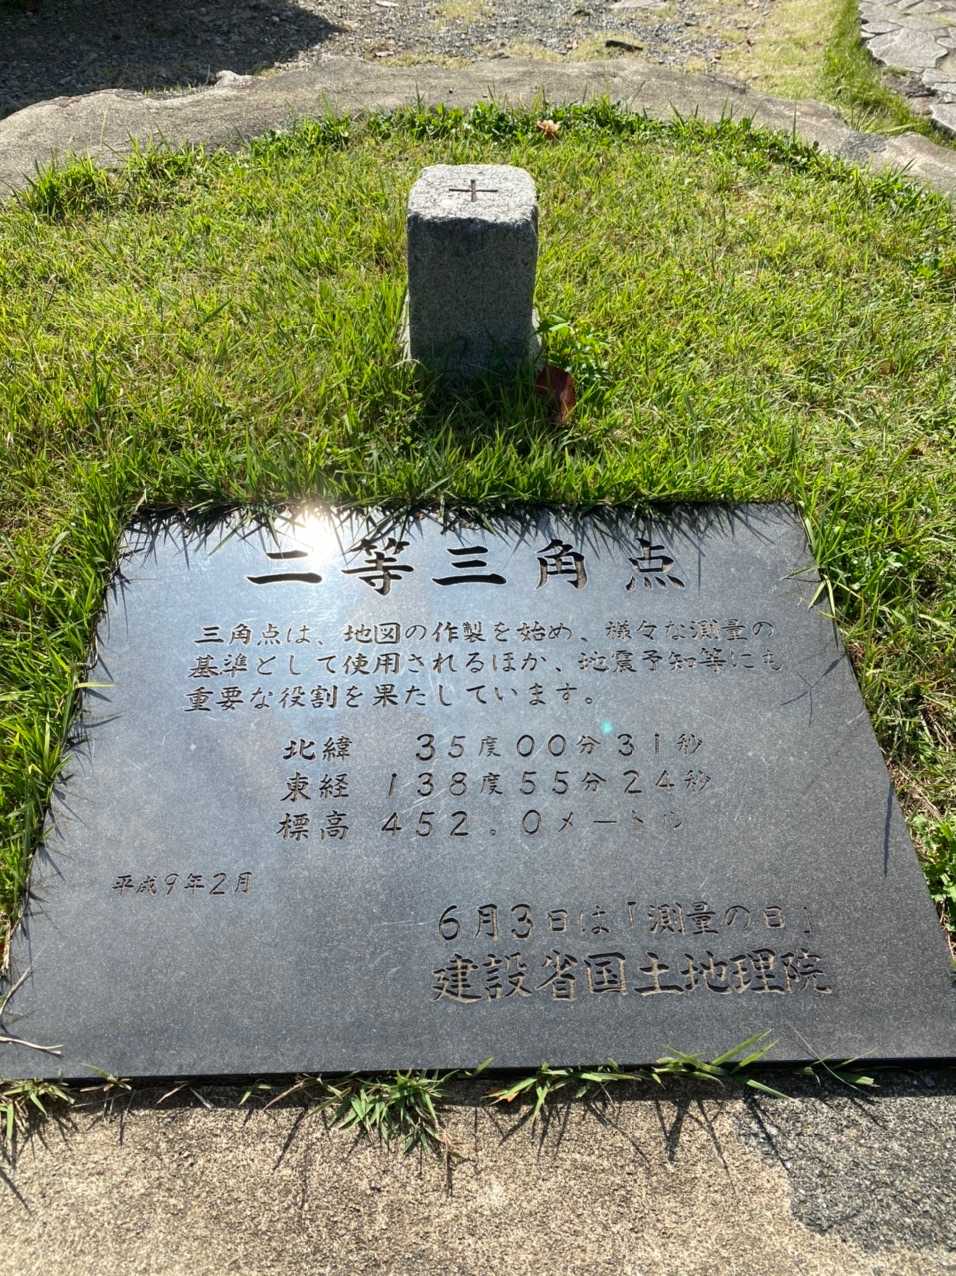 二等三角点
三角点は、地図の作製を始め、様々な測量の
基準として使用されるほか、地震予知等にも
重要な役割を果たしています。
北緯 35度00分31秒
東経 138度55分24秒
標高 452。0メートル
平成9年2月
6月3日は「測量の日」
建設省国土地理院